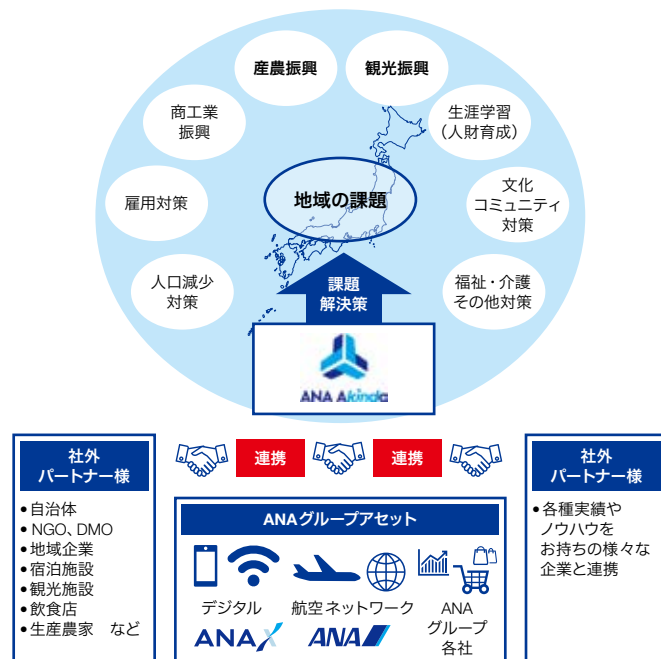 産農振興
観光振興
商工業
振興
生涯学習
（人財育成）
雇用対策
地域の課題
文化
コミュニティ
対策
人口減少
対策
課題
解決策
福祉・介護
その他対策
ANA Akinda
社外
パートナー様
• 自治体
• NGO、DMO
• 地域企業
• 宿泊施設
• 観光施設
• 飲食店
• 生産農家 など
連携
連携
ANAグループアセット
デジタル
ANA X
航空ネットワーク
ANA
ANA
グループ
各社
社外
パートナー様
• 各種実績や
ノウハウを
お持ちの様々な
企業と連携